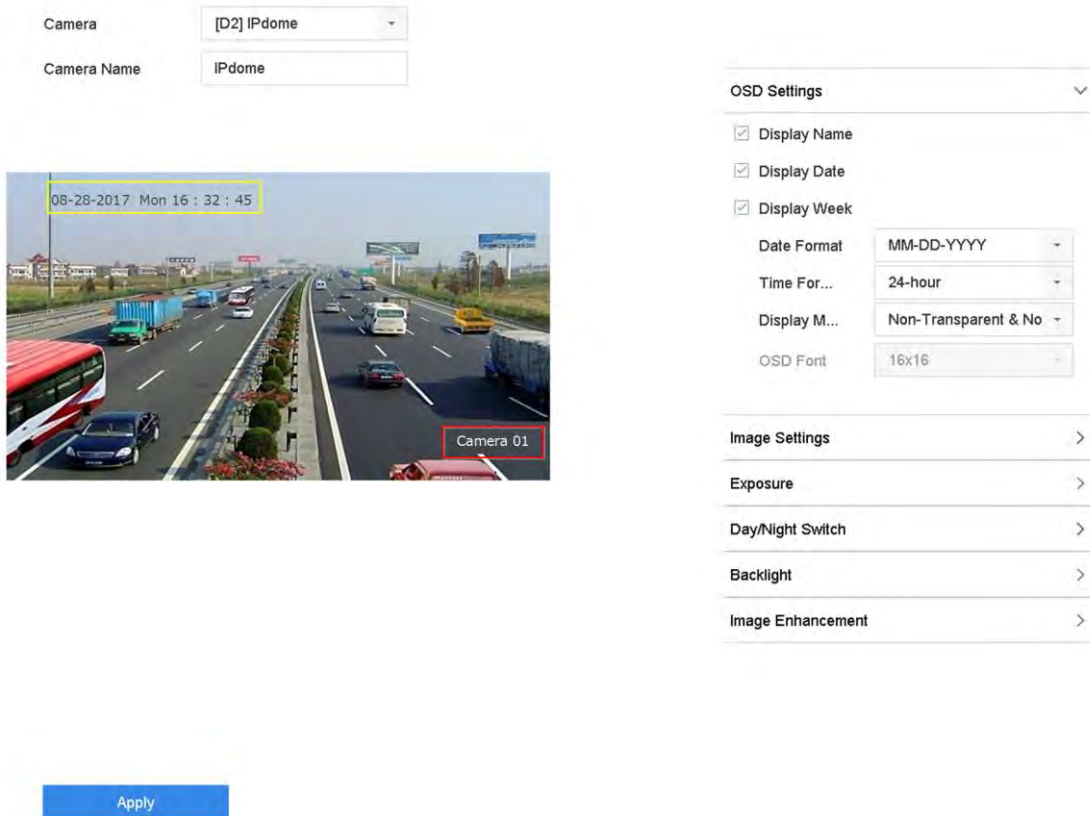 Camera
[D2] IPdome
Camera Name
IPdome
08-28-2017 Mon 16 : 32 : 45
Camera 01
OSD Settings
Display Name
Display Date
Display Week
Date Format
MM-DD-YYYY
Time For...
24-hour
Display M...
Non-Transparent & No
OSD Font
16x16
Image Settings
Exposure
Day/Night Switch
Backlight
Image Enhancement
Apply